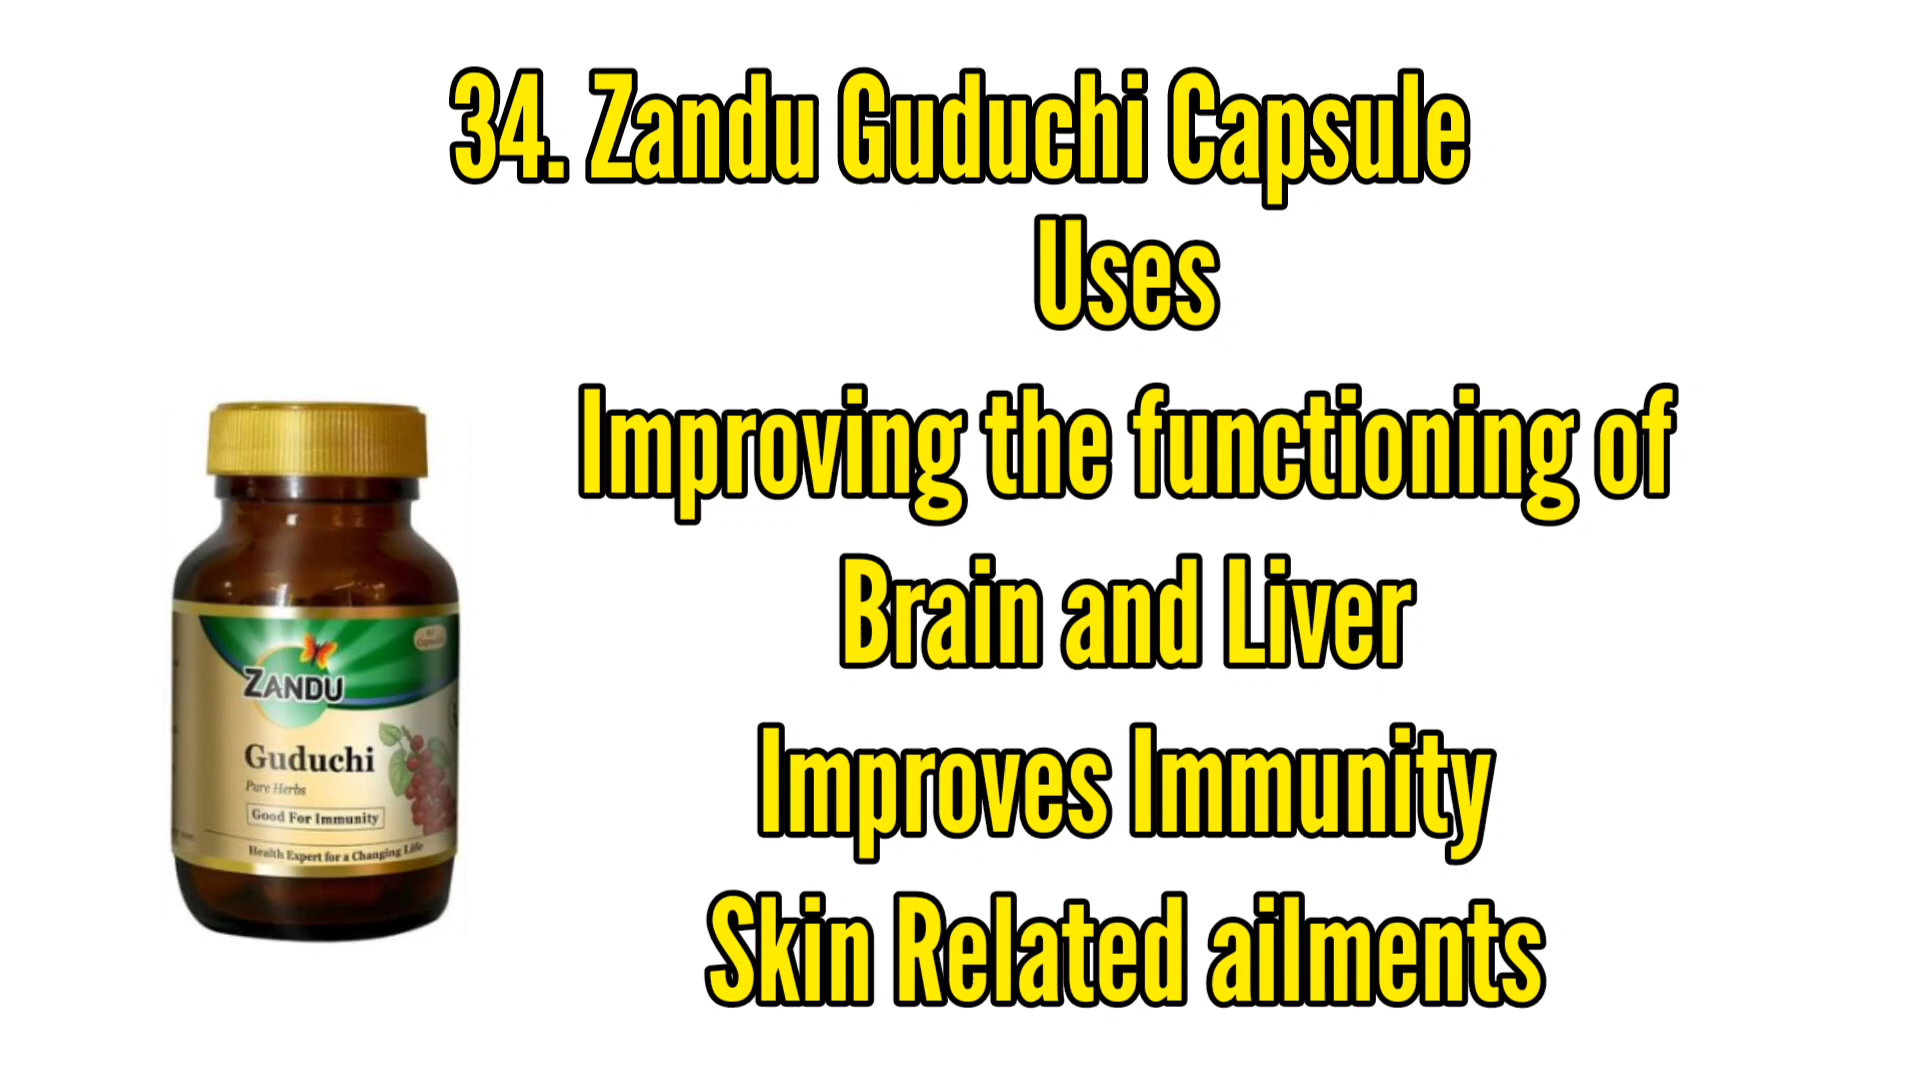 34. Zandu Guduchi Capsule
Uses
Improving the functioning of
Brain and Liver
Improves Immunity
Skin Related ailments
ZANDU
Guduchi
Pure Herbs
Good For Immunity
Health Expert for a Changing Life